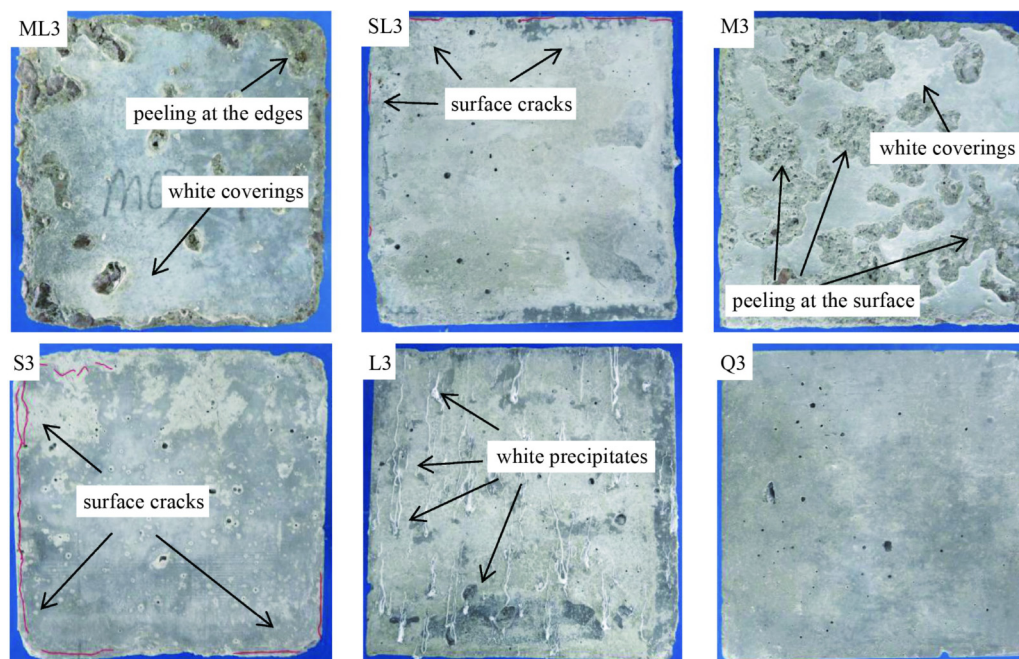 ML3
peeling at the edges
white coverings
SL3
surface cracks
M3
white coverings
peeling at the surface
S3
surface cracks
L3
white precipitates
Q3